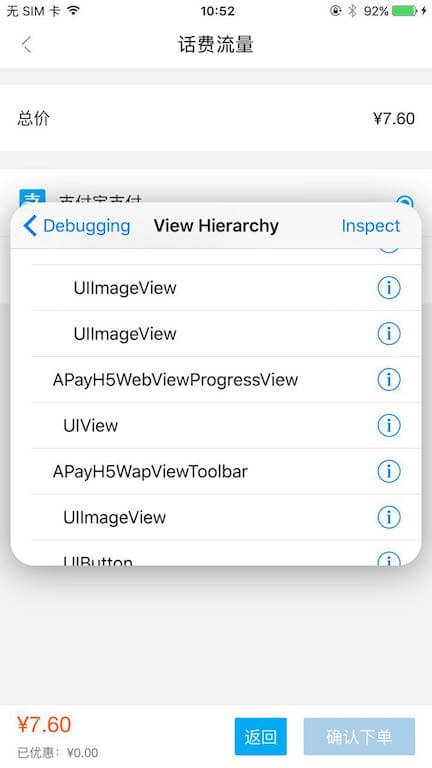 无 SIM 卡 10:52 92%
话费流量
总价 ¥7.60
支 支付宝支付
Debugging View Hierarchy Inspect
UIImageView
UIImageView
APayH5WebViewProgressView
UIView
APayH5WapViewToolbar
UIImageView
UIButton
¥7.60
已优惠：¥0.00
返回 确认下单